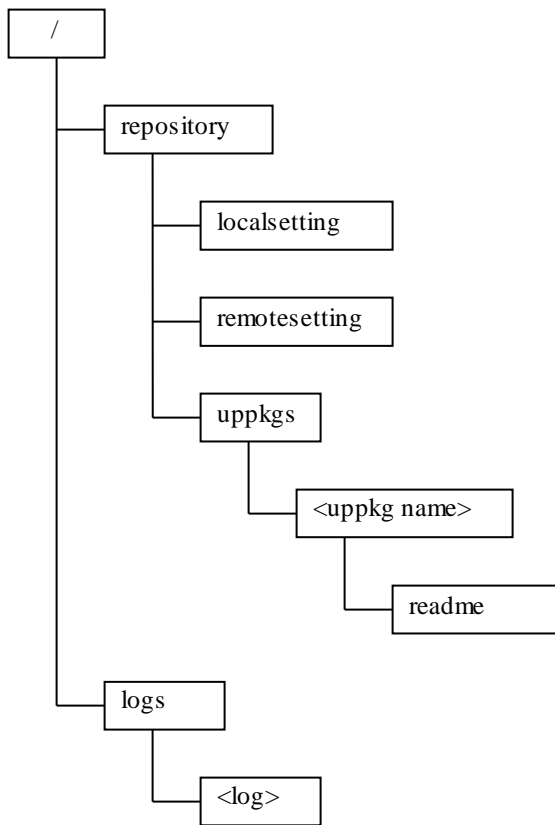 /
repository
localsetting
remotesetting
uppkgs
<uppkg name>
readme
logs
<log>